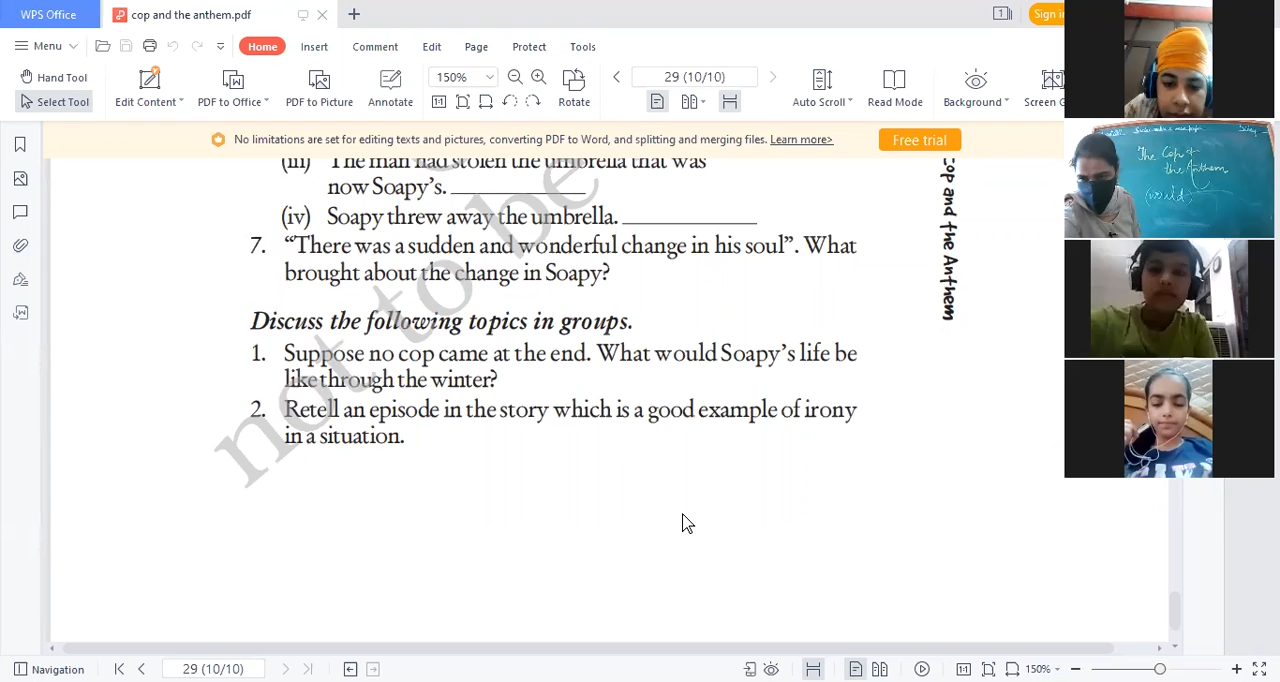 WPS Office
cop and the anthem.pdf
1
Sign in
Menu
Home
Insert
Comment
Edit
Page
Protect
Tools
Hand Tool
Select Tool
Edit Content
PDF to Office
PDF to Picture
Annotate
150%
Rotate
29 (10/10)
Auto Scroll
Read Mode
Background
Screen G
No limitations are set for editing texts and pictures, converting PDF to Word, and splitting and merging files. Learn more>
Free trial
(iii) The man had stolen the umbrella that was
now Soapy's. ____________
(iv) Soapy threw away the umbrella. ____________
7. “There was a sudden and wonderful change in his soul”. What
brought about the change in Soapy?
Discuss the following topics in groups.
1. Suppose no cop came at the end. What would Soapy's life be
like through the winter?
2. Retell an episode in the story which is a good example of irony
in a situation.
not to be
Cop and the Anthem
The Cop &
the Anthem
Navigation
29 (10/10)
150%